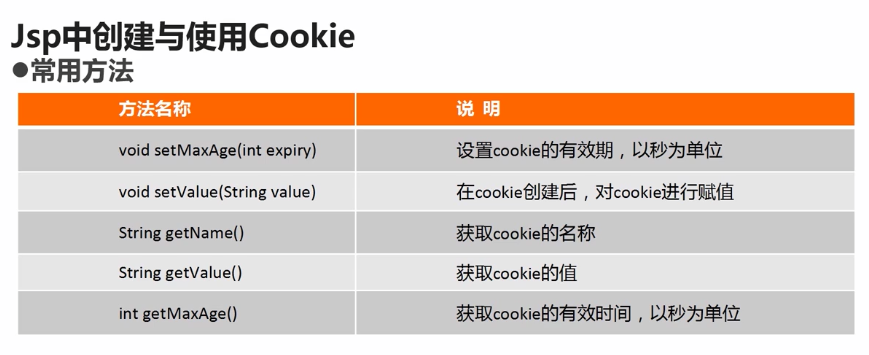 Jsp中创建与使用Cookie
●常用方法
方法名称 说 明
void setMaxAge(int expiry) 设置cookie的有效期，以秒为单位
void setValue(String value) 在cookie创建后，对cookie进行赋值
String getName() 获取cookie的名称
String getValue() 获取cookie的值
int getMaxAge() 获取cookie的有效时间，以秒为单位